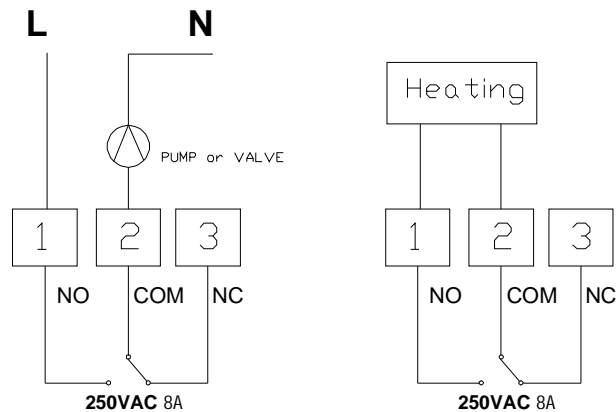 L N
PUMP or VALVE
1 2 3
NO COM NC
250VAC 8A
Heating
1 2 3
NO COM NC
250VAC 8A